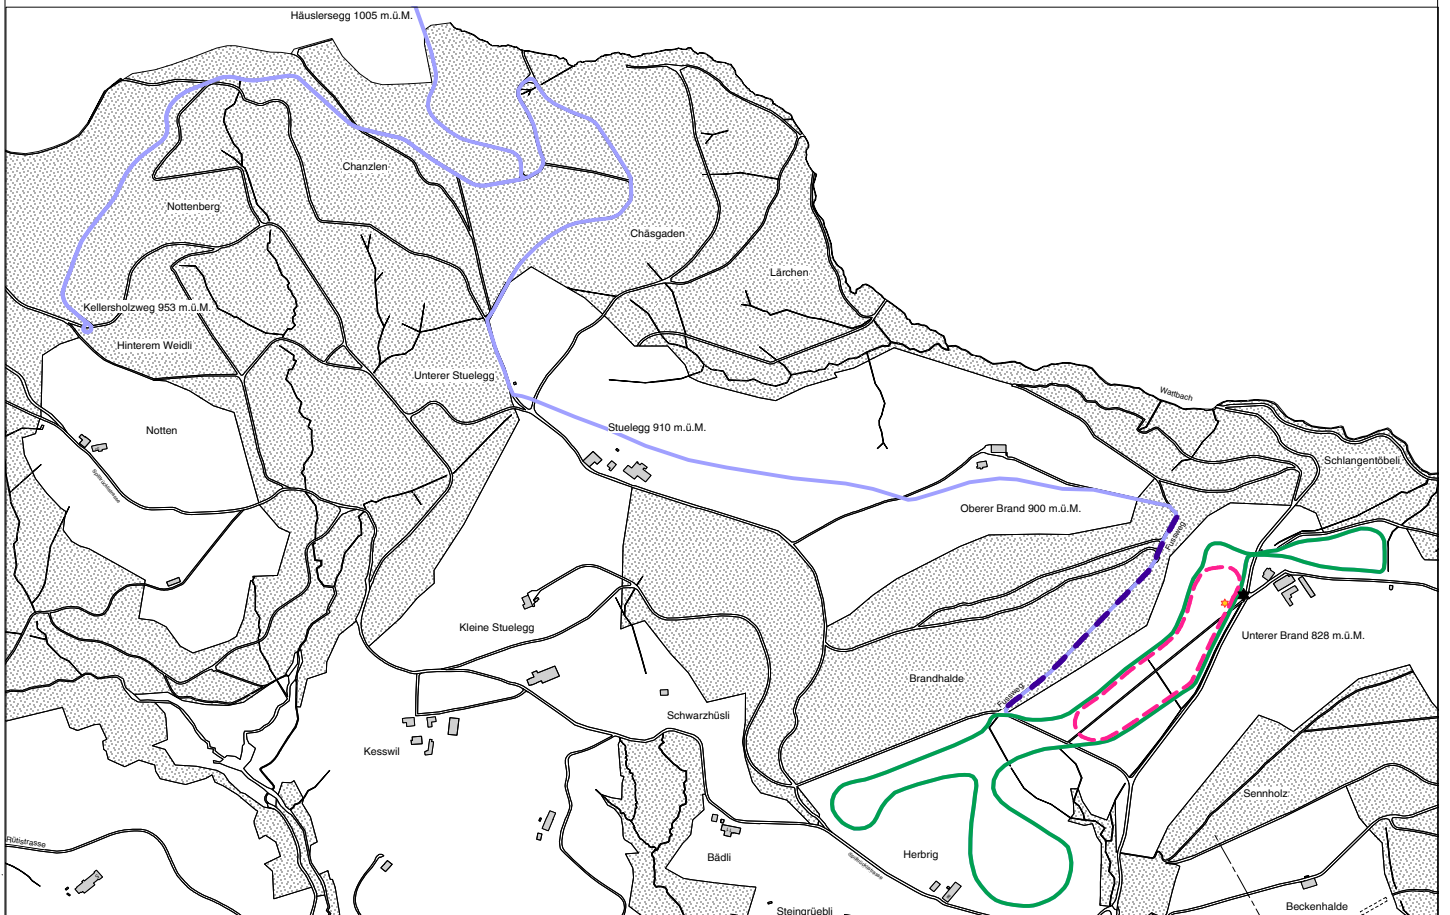 Häuslersegg 1005 m.ü.M.
Chanzlen
Nottenberg
Chäsgaden
Lärchen
Kellersholzweg 953 m.ü.M.
Hinterem Weidli
Unterer Stuelegg
Wattbach
Notten
Stuelegg 910 m.ü.M.
Schlangentöbeli
Oberer Brand 900 m.ü.M.
Fussweg
Kleine Stuelegg
Unterer Brand 828 m.ü.M.
Brandhalde
Fussweg
Schwarzhüsli
Kesswil
Sennholz
Rütistrasse
Bädli
Herbrig
Steingrüebli
Beckenhalde